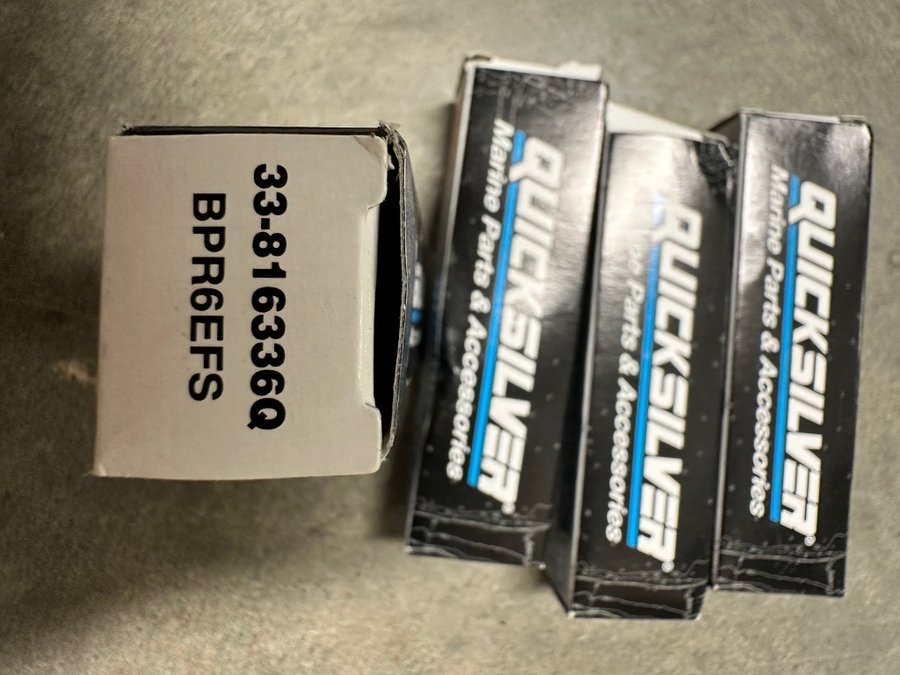 33-816336Q
BPR6EFS
QUICKSILVER®
Marine Parts & Accessories
QUICKSILVER®
Parts & Accessories
QUICKSILVER®
Marine Parts & Accessories